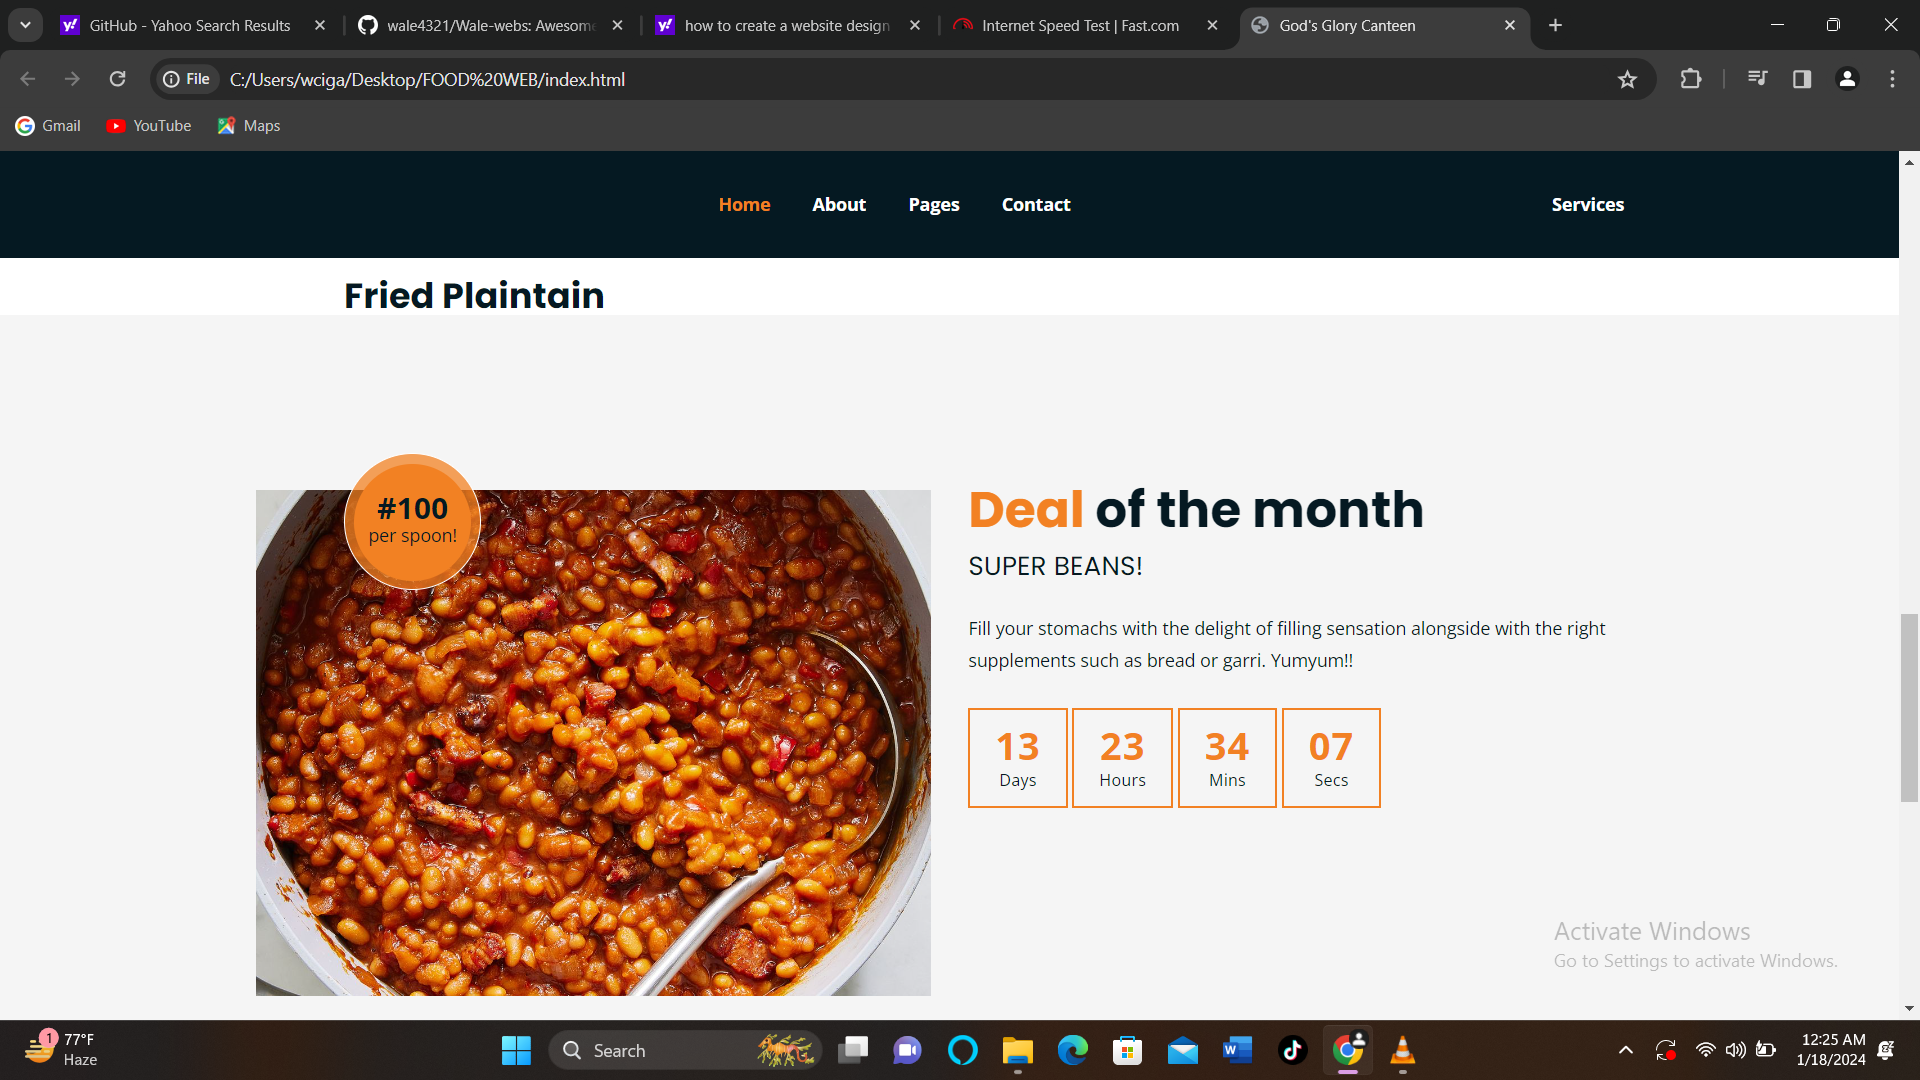 GitHub - Yahoo Search Results
wale4321/Wale-webs: Awesome
how to create a website design
Internet Speed Test | Fast.com
God's Glory Canteen
File
C:/Users/wciga/Desktop/FOOD%20WEB/index.html
Gmail
YouTube
Maps
Home
About
Pages
Contact
Services
Fried Plaintain
#100
per spoon!
Deal of the month
SUPER BEANS!
Fill your stomachs with the delight of filling sensation alongside with the right
supplements such as bread or garri. Yumyum!!
13
Days
23
Hours
34
Mins
07
Secs
Activate Windows
Go to Settings to activate Windows.
1
77°F
Haze
Search
12:25 AM
1/18/2024